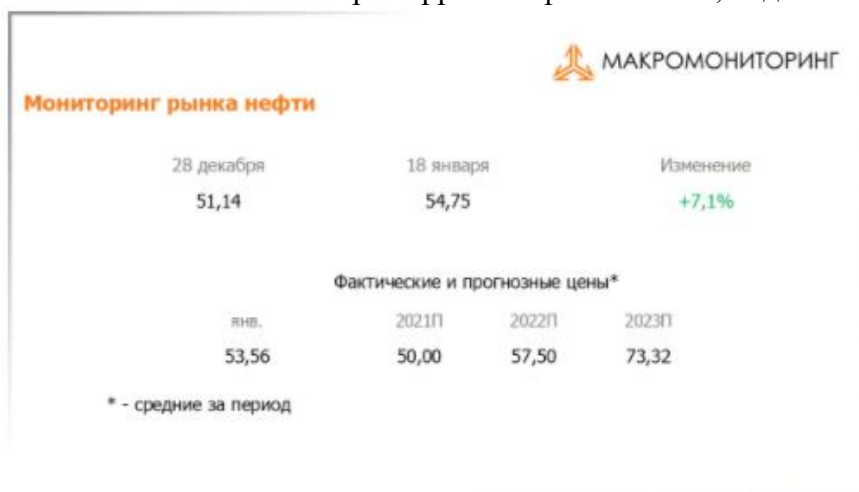 МАКРОМОНИТОРИНГ
Мониторинг рынка нефти
28 декабря 18 января Изменение
51,14 54,75 +7,1%
Фактические и прогнозные цены*
янв. 2021П 2022П 2023П
53,56 50,00 57,50 73,32
* - средние за период